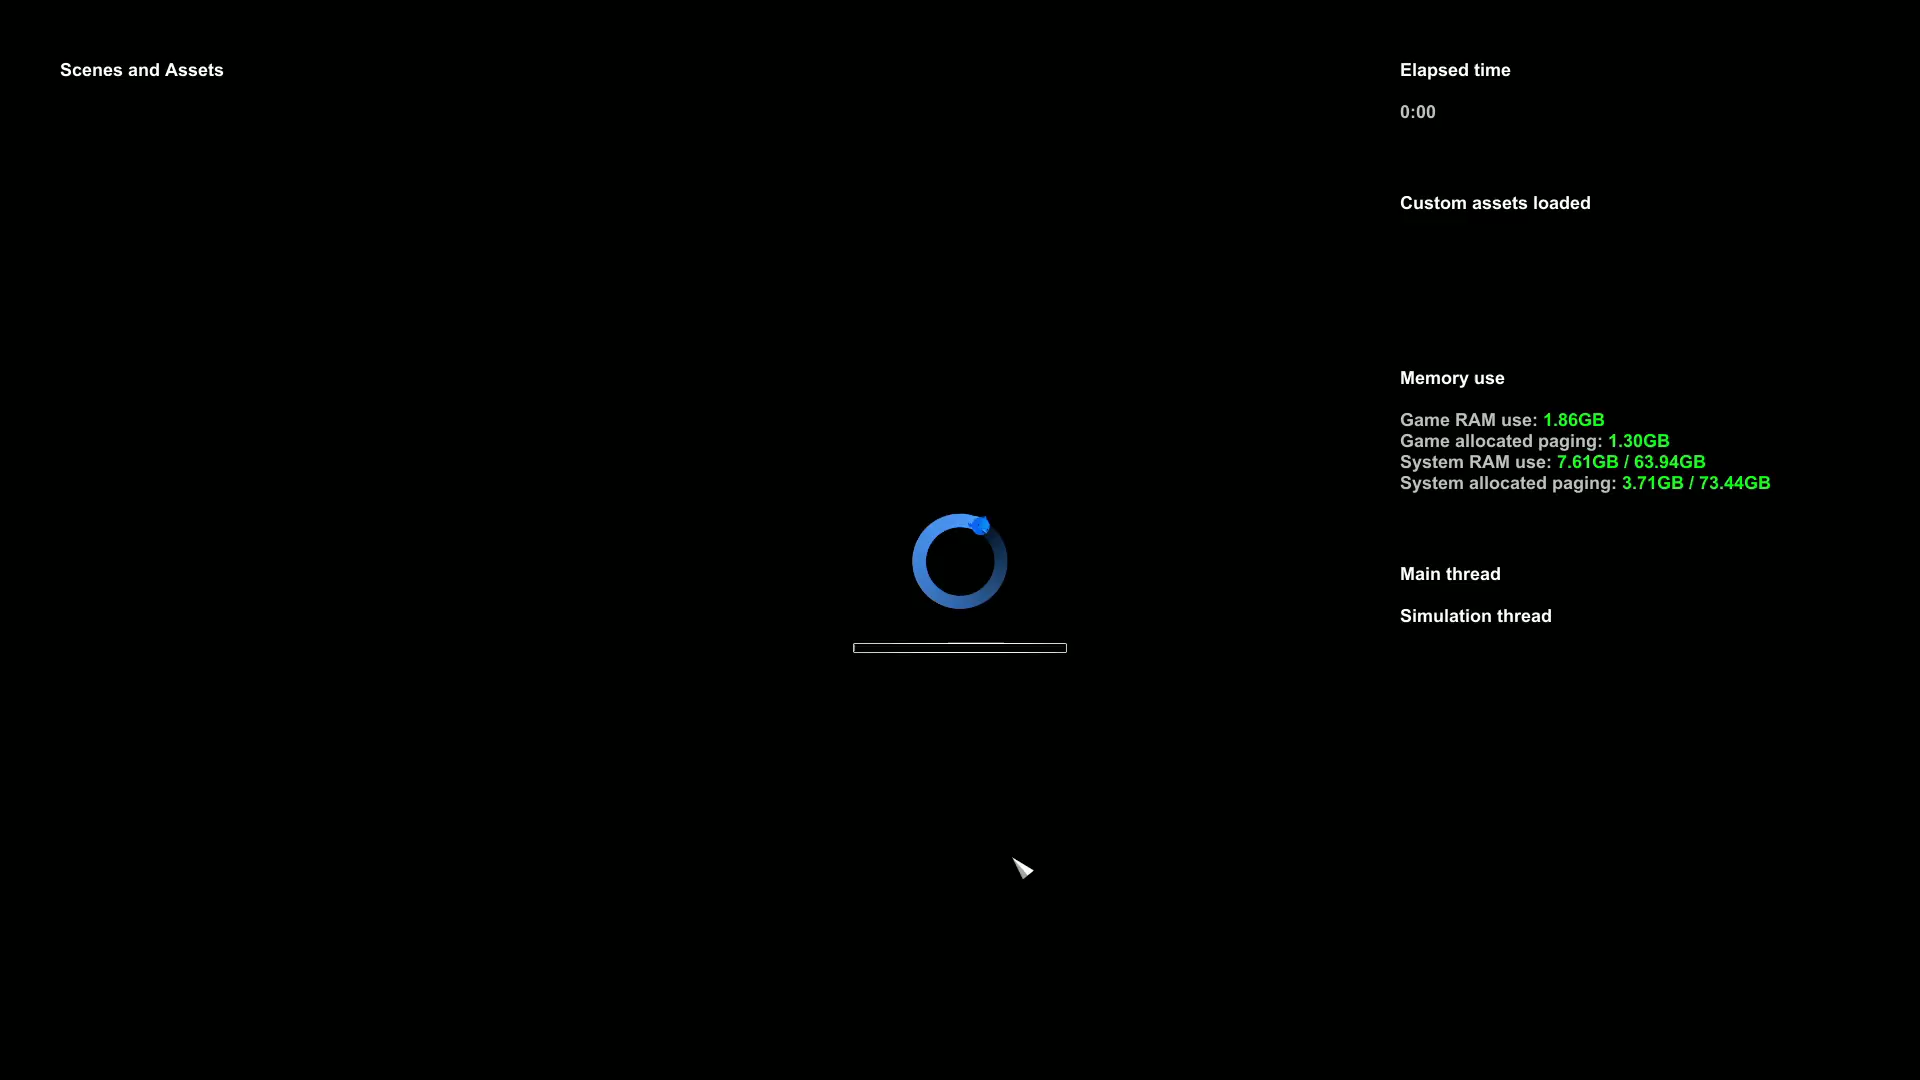 Scenes and Assets
Elapsed time
0:00
Custom assets loaded
Memory use
Game RAM use: 1.86GB
Game allocated paging: 1.30GB
System RAM use: 7.61GB / 63.94GB
System allocated paging: 3.71GB / 73.44GB
Main thread
Simulation thread